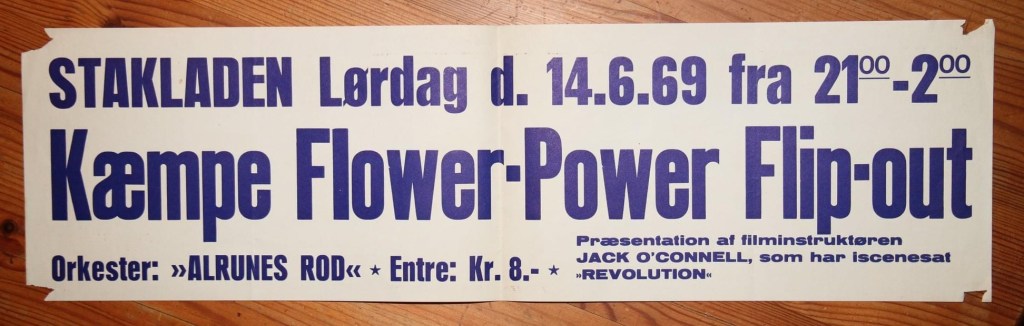 STAKLADEN Lørdag d. 14.6.69 fra 21⁰⁰-2⁰⁰
Kæmpe Flower-Power Flip-out
Orkester: »ALRUNES ROD« ★ Entre: Kr. 8.- ★
Præsentation af filminstruktøren
JACK O'CONNELL, som har iscenesat
»REVOLUTION«